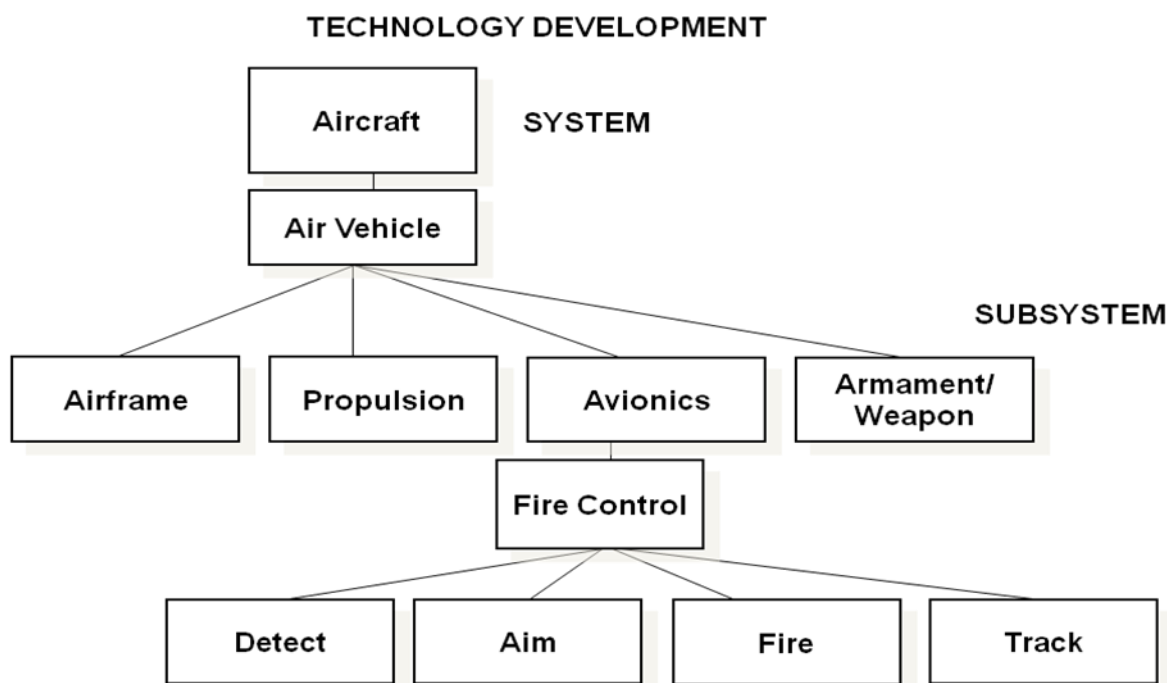 TECHNOLOGY DEVELOPMENT
Aircraft
SYSTEM
Air Vehicle
SUBSYSTEM
Airframe
Propulsion
Avionics
Armament/
Weapon
Fire Control
Detect
Aim
Fire
Track